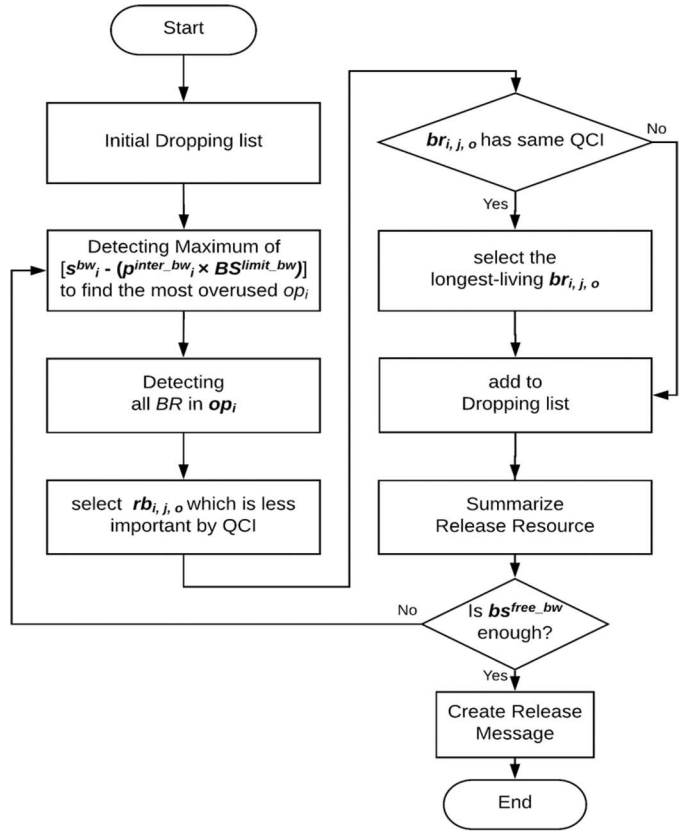 Start
Initial Dropping list
Detecting Maximum of
[s^bw_i - (p^inter_bw_i × BS^limit_bw)]
to find the most overused op_i
Detecting
all BR in op_i
select rb_i, j, o which is less
important by QCI
br_i, j, o has same QCI
No
Yes
select the
longest-living br_i, j, o
add to
Dropping list
Summarize
Release Resource
Is bs^free_bw
enough?
No
Yes
Create Release
Message
End